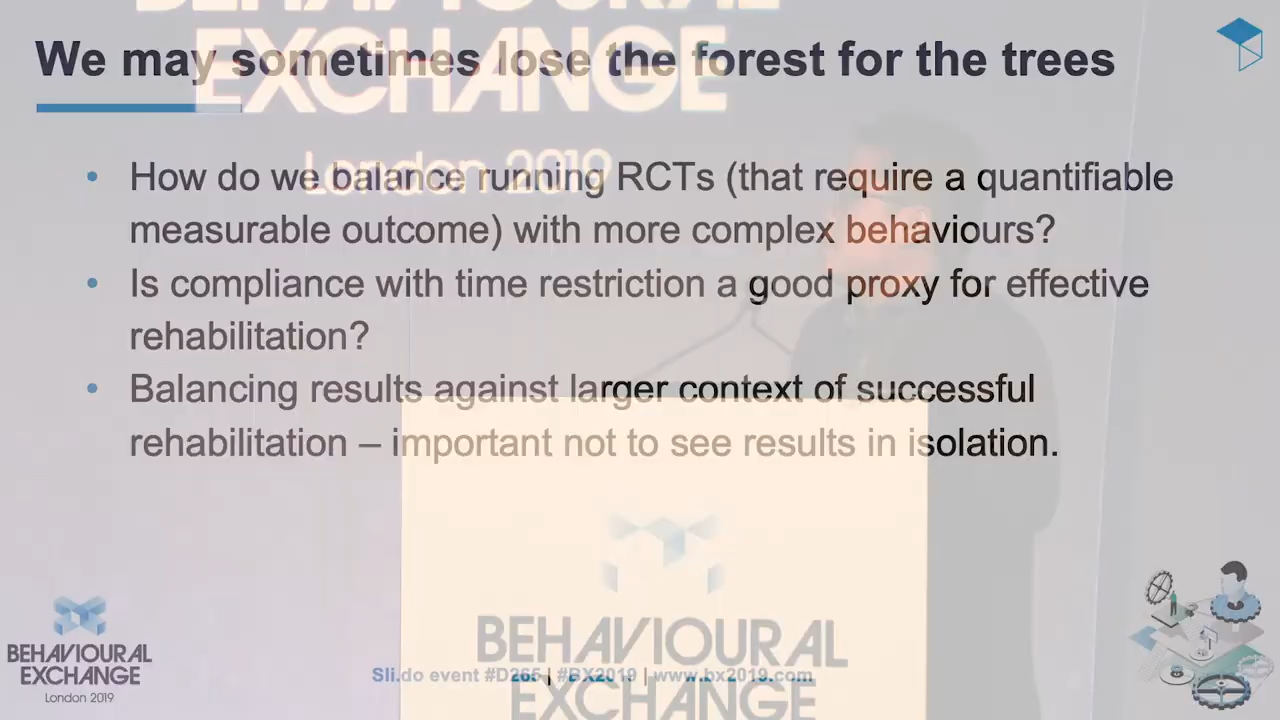 BEHAVIOURAL
EXCHANGE
London 2019
We may sometimes lose the forest for the trees
• How do we balance running RCTs (that require a quantifiable
measurable outcome) with more complex behaviours?
• Is compliance with time restriction a good proxy for effective
rehabilitation?
• Balancing results against larger context of successful
rehabilitation – important not to see results in isolation.
BEHAVIOURAL
EXCHANGE
BEHAVIOURAL
EXCHANGE
London 2019
Sli.do event #D265 | #BX2019 | www.bx2019.com